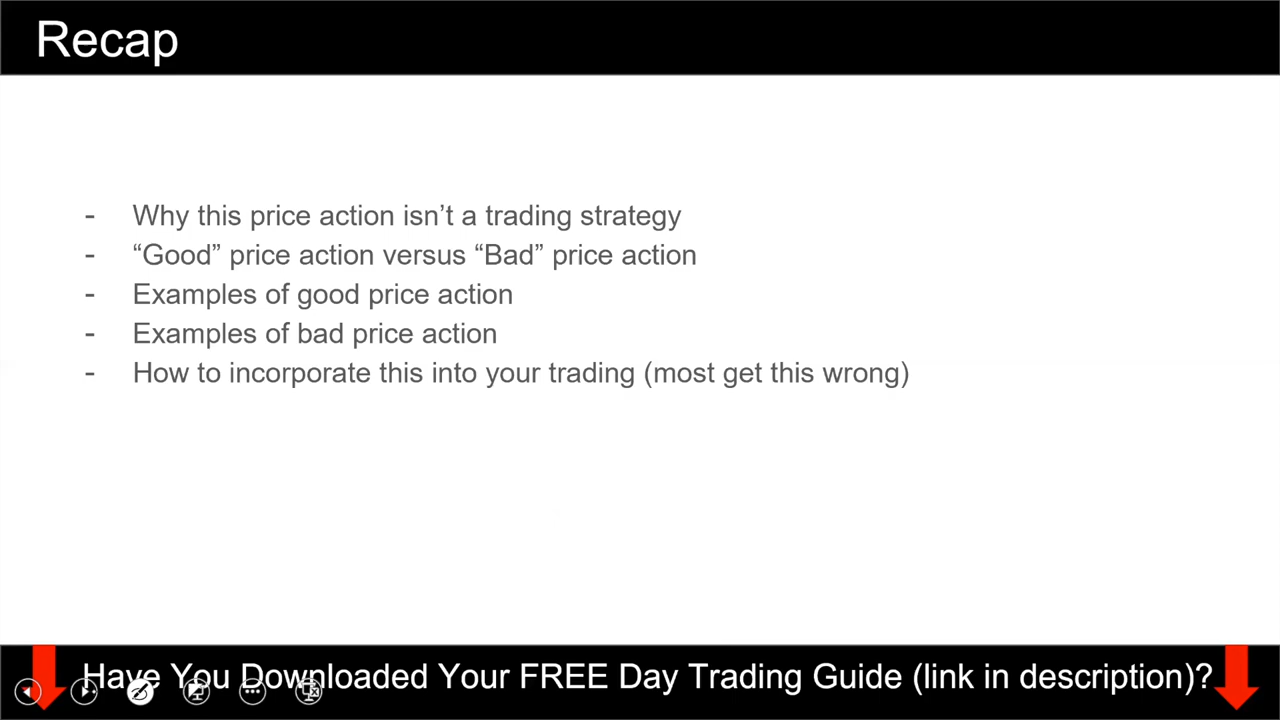 Recap
- Why this price action isn’t a trading strategy
- “Good” price action versus “Bad” price action
- Examples of good price action
- Examples of bad price action
- How to incorporate this into your trading (most get this wrong)
Have You Downloaded Your FREE Day Trading Guide (link in description)?